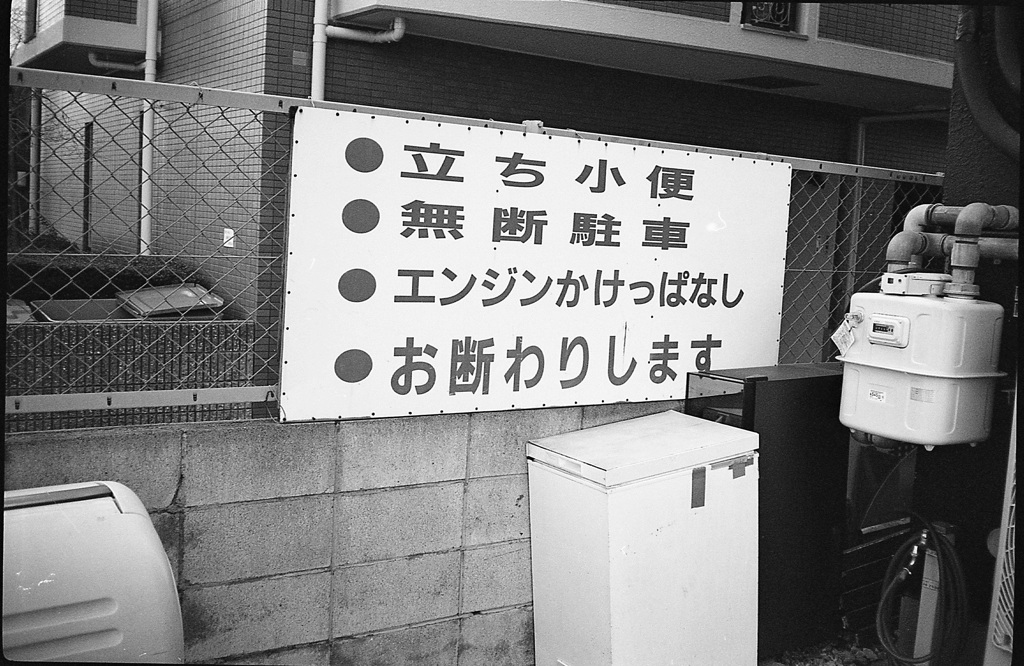 ●立ち小便
●無断駐車
●エンジンかけっぱなし
●お断わりします